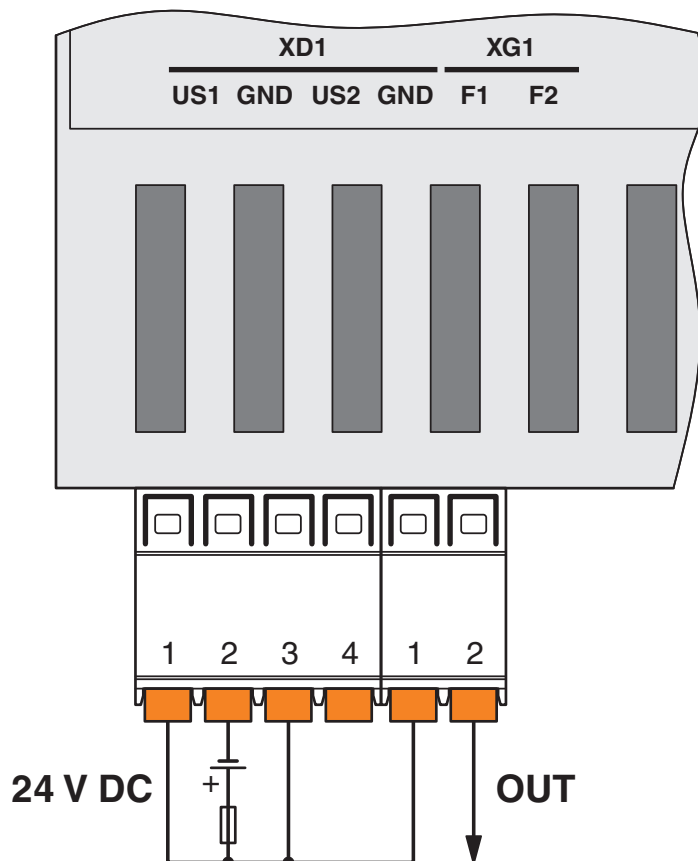 XD1 XG1
US1 GND US2 GND F1 F2
1 2 3 4 1 2
24 V DC + OUT